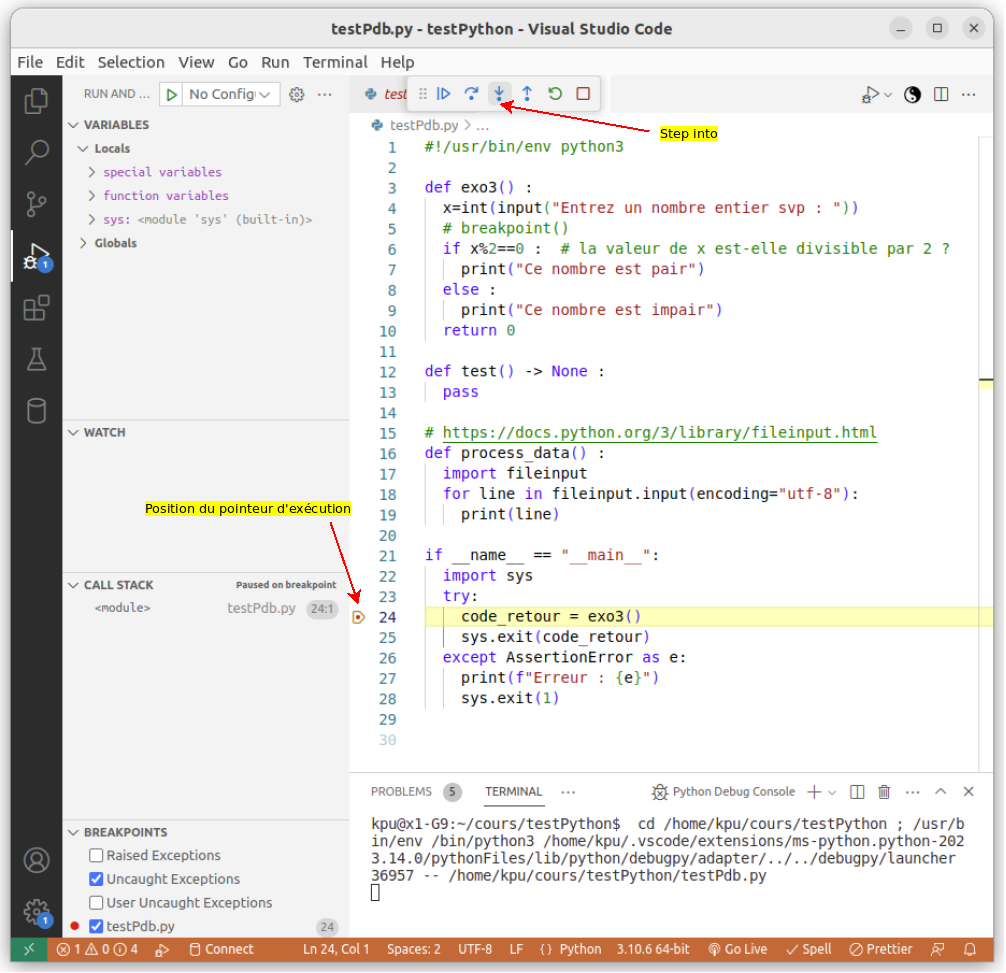 testPdb.py - testPython - Visual Studio Code
File Edit Selection View Go Run Terminal Help
RUN AND ... No Config
test
Step into
VARIABLES
Locals
special variables
function variables
sys: <module 'sys' (built-in)>
Globals
WATCH
Position du pointeur d'exécution
CALL STACK Paused on breakpoint
<module> testPdb.py 24:1
BREAKPOINTS
Raised Exceptions
Uncaught Exceptions
User Uncaught Exceptions
testPdb.py 24
1
1
testPdb.py > ...
1 #!/usr/bin/env python3
2
3 def exo3() :
4 x=int(input("Entrez un nombre entier svp : "))
5 # breakpoint()
6 if x%2==0 : # la valeur de x est-elle divisible par 2 ?
7 print("Ce nombre est pair")
8 else :
9 print("Ce nombre est impair")
10 return 0
11
12 def test() -> None :
13 pass
14
15 # https://docs.python.org/3/library/fileinput.html
16 def process_data() :
17 import fileinput
18 for line in fileinput.input(encoding="utf-8"):
19 print(line)
20
21 if __name__ == "__main__":
22 import sys
23 try:
24 code_retour = exo3()
25 sys.exit(code_retour)
26 except AssertionError as e:
27 print(f"Erreur : {e}")
28 sys.exit(1)
29
30
PROBLEMS 5 TERMINAL ... Python Debug Console
kpu@x1-G9:~/cours/testPython$ cd /home/kpu/cours/testPython ; /usr/b
in/env /bin/python3 /home/kpu/.vscode/extensions/ms-python.python-202
3.14.0/pythonFiles/lib/python/debugpy/adapter/../../debugpy/launcher
36957 -- /home/kpu/cours/testPython/testPdb.py
1 0 4 Connect Ln 24, Col 1 Spaces: 2 UTF-8 LF {} Python 3.10.6 64-bit Go Live Spell Prettier